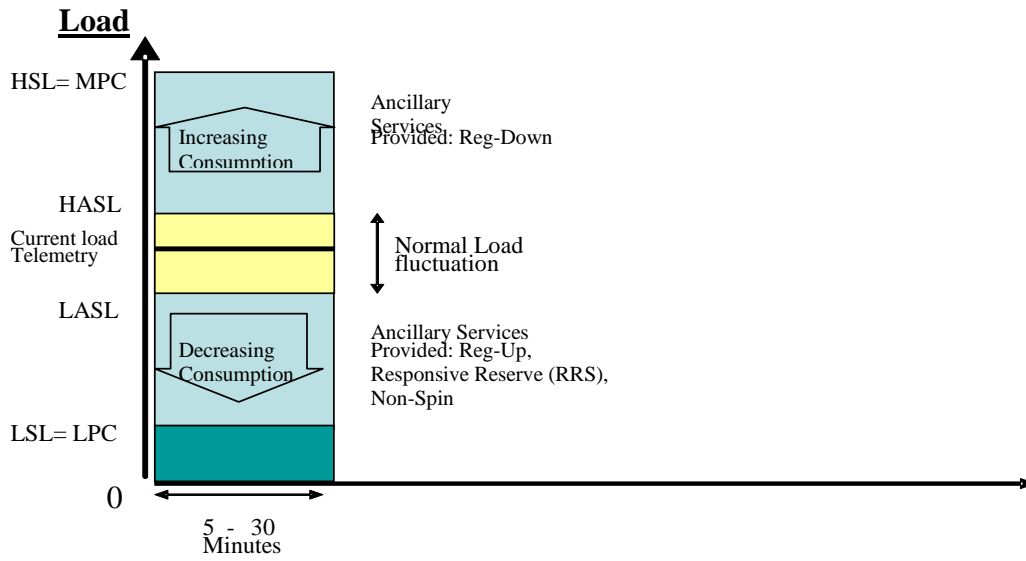 Load
HSL= MPC
Ancillary
Services
Provided: Reg-Down
Increasing
Consumption
HASL
Current load
Telemetry
Normal Load
fluctuation
LASL
Ancillary Services
Provided: Reg-Up,
Responsive Reserve (RRS),
Non-Spin
Decreasing
Consumption
LSL= LPC
0
5 - 30
Minutes